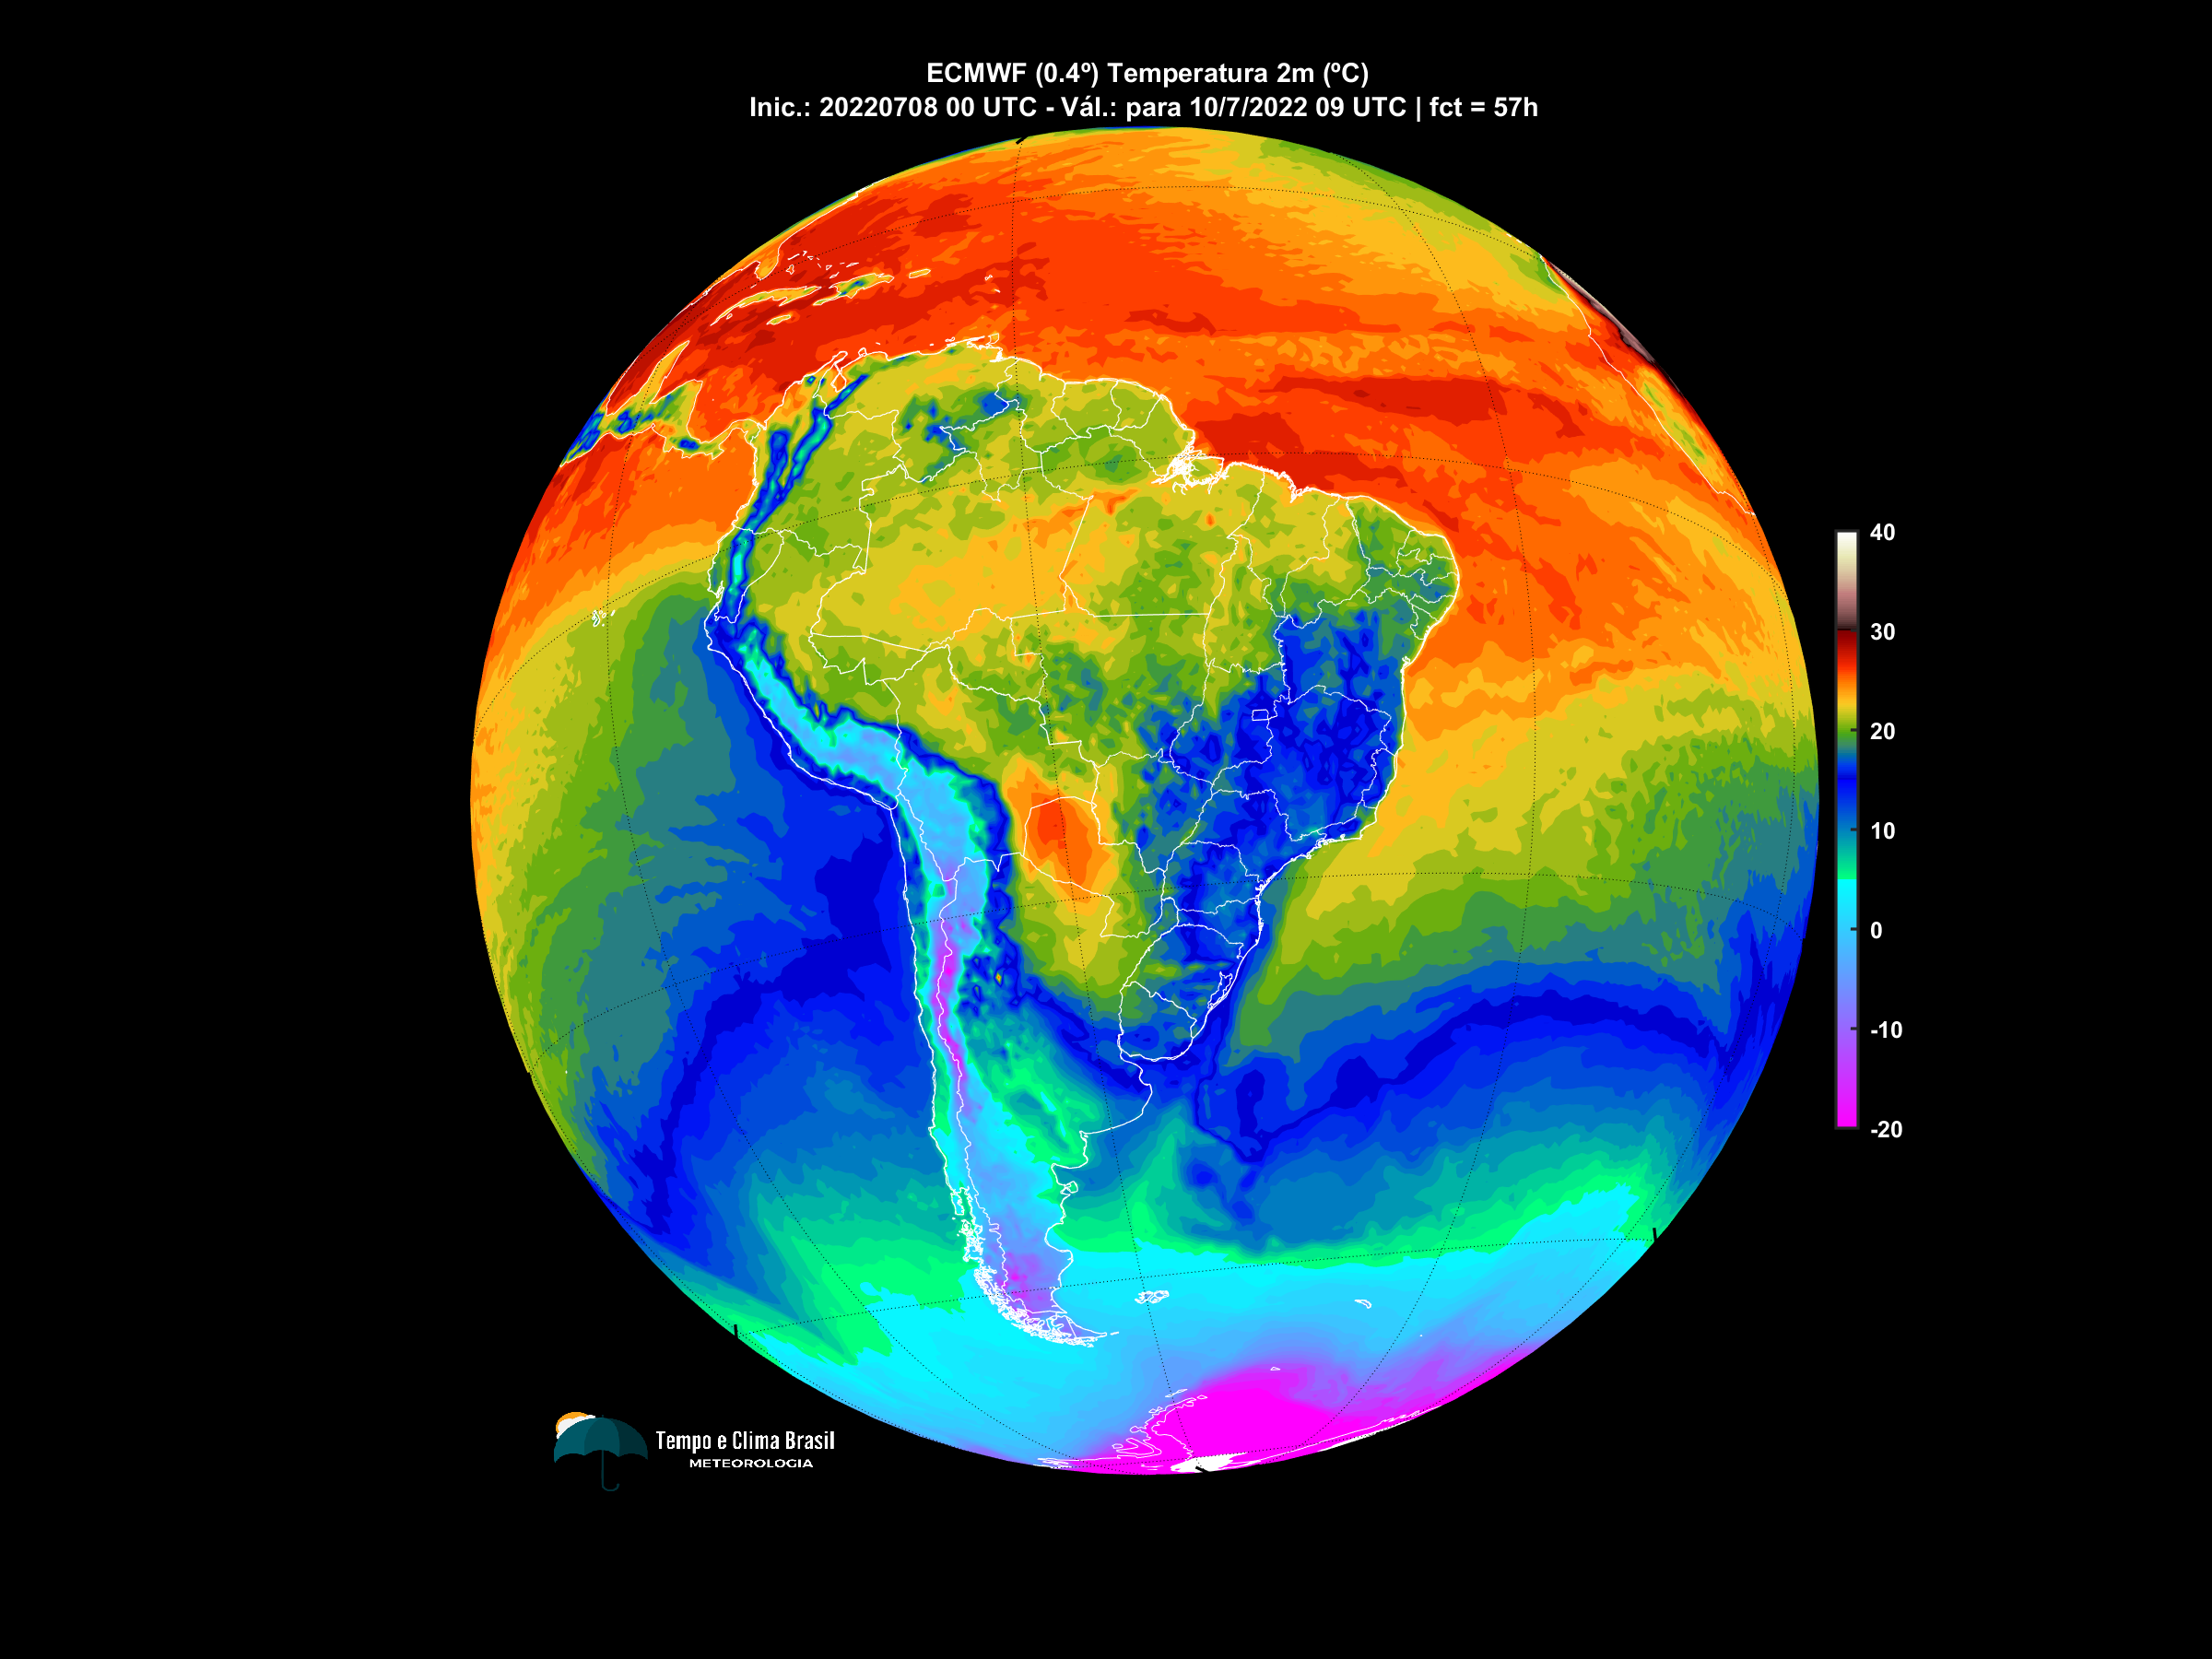 ECMWF (0.4º) Temperatura 2m (ºC)
Inic.: 20220708 00 UTC - Vál.: para 10/7/2022 09 UTC | fct = 57h
40
30
20
10
0
-10
-20
Tempo e Clima Brasil
METEOROLOGIA